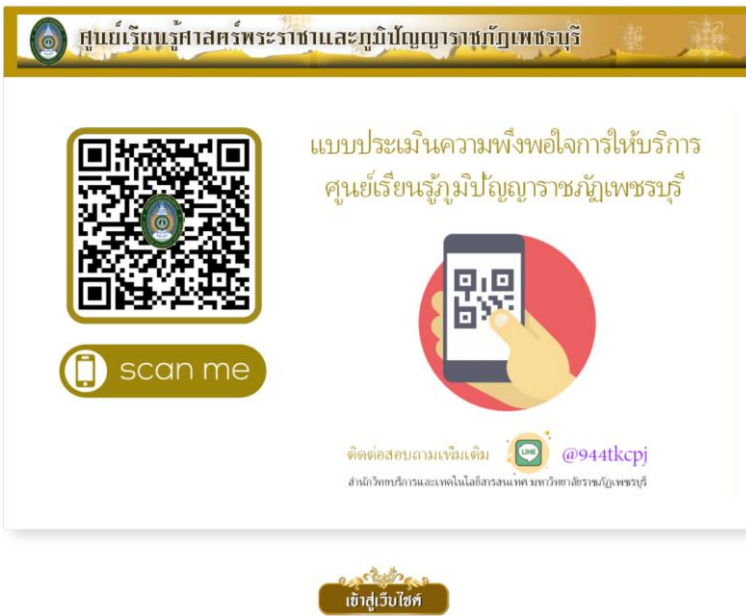 ศูนย์เรียนรู้ศาสตร์พระราชาและภูมิปัญญาราชภัฏเพชรบุรี
แบบประเมินความพึงพอใจการให้บริการ
ศูนย์เรียนรู้ภูมิปัญญาราชภัฏเพชรบุรี
scan me
ติดต่อสอบถามเพิ่มเติม LINE @944tkcpj
สำนักวิทยบริการและเทคโนโลยีสารสนเทศ มหาวิทยาลัยราชภัฏเพชรบุรี
เข้าสู่เว็บไซต์